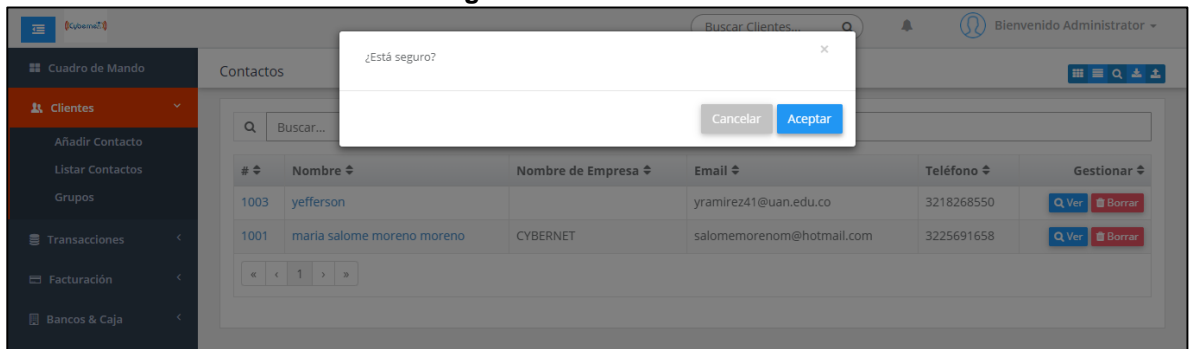 Cybernet
Buscar Clientes...
Bienvenido Administrator
¿Está seguro?
×
Cuadro de Mando
Contactos
Clientes
Cancelar Aceptar
Buscar...
Añadir Contacto
Listar Contactos
Grupos
# Nombre Nombre de Empresa Email Teléfono Gestionar
1003 yefferson yramirez41@uan.edu.co 3218268550 Ver Borrar
1001 maria salome moreno moreno CYBERNET salomemorenom@hotmail.com 3225691658 Ver Borrar
Transacciones
« ‹ 1 › »
Facturación
Bancos & Caja